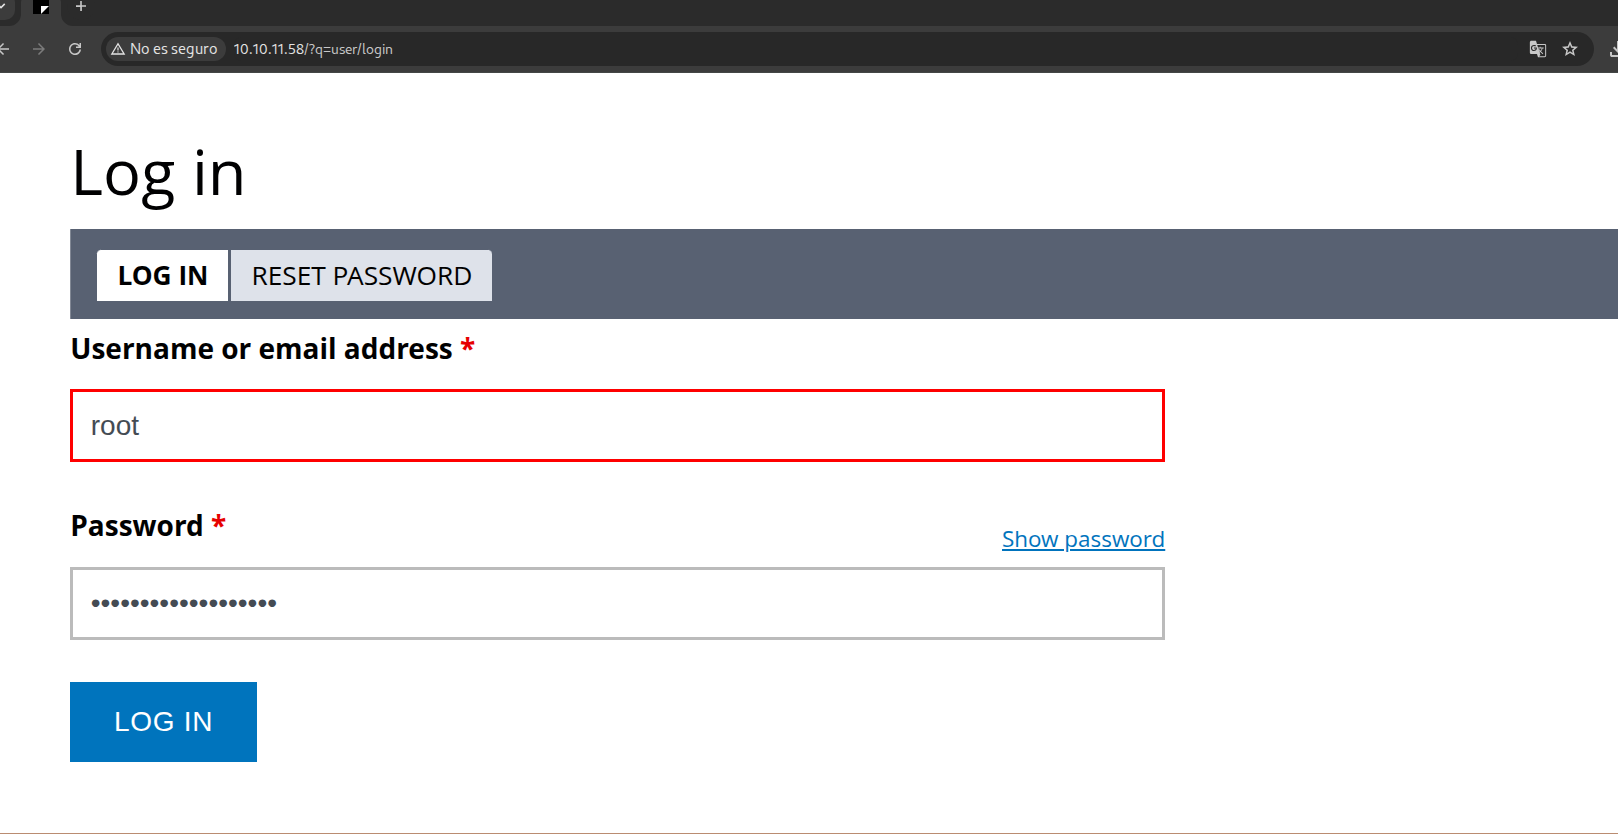 No es seguro 10.10.11.58/?q=user/login
Log in
LOG IN RESET PASSWORD
Username or email address *
root
Password *
Show password
•••••••••••••••••••
LOG IN